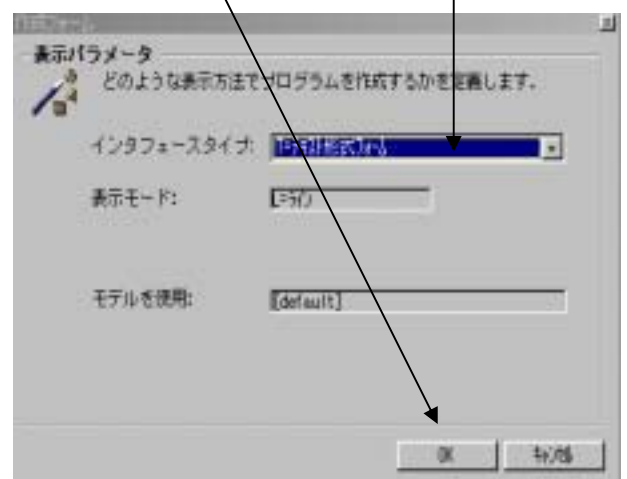 表示パラメータ
どのような表示方法でプログラムを作成するかを定義します。
インタフェースタイプ:
表示モード:
L=ライン
モデルを使用:
[default]
OK
キャンセル